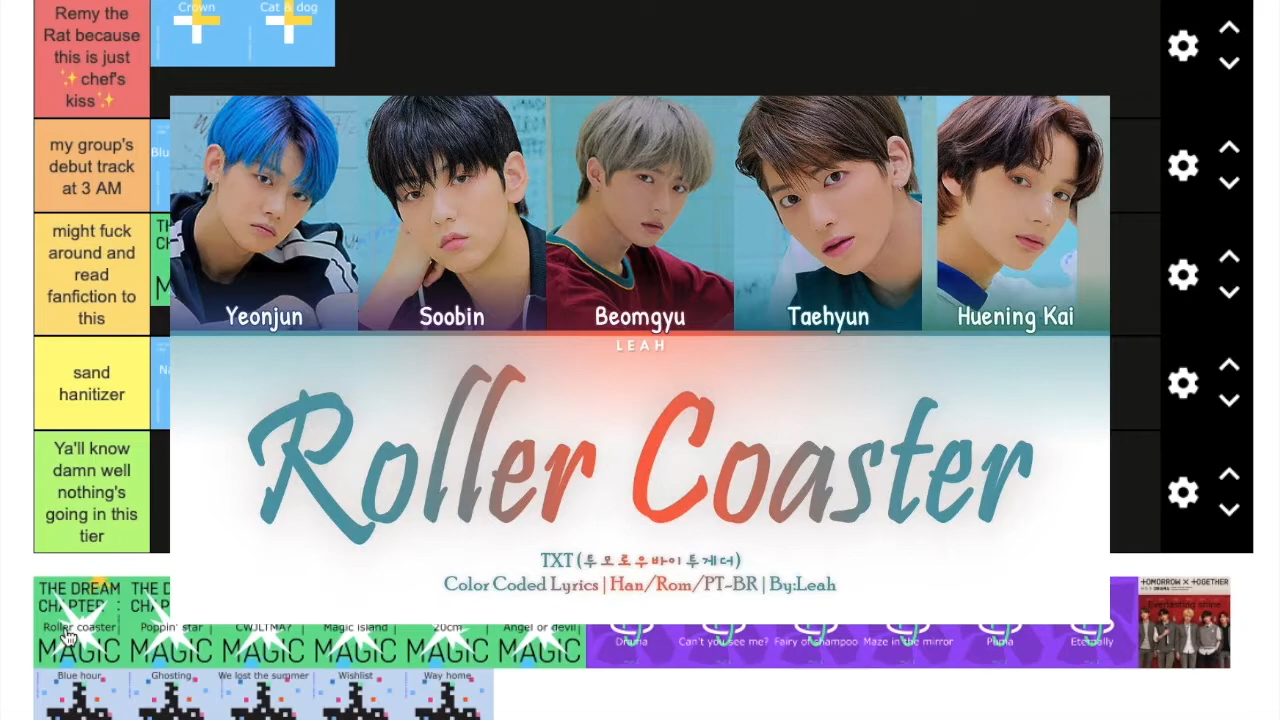 Remy the
Rat because
this is just
✨chef's
kiss✨
Crown
Cat & dog
my group's
debut track
at 3 AM
might fuck
around and
read
fanfiction to
this
sand
hanitizer
Ya'll know
damn well
nothing's
going in this
tier
Yeonjun
Soobin
Beomgyu
Taehyun
Huening Kai
LEAH
Roller Coaster
TXT (투모로우바이투게더)
Color Coded Lyrics | Han/Rom/PT-BR | By:Leah
THE DREAM
CHAPTER:
Roller coaster
MAGIC
Poppin' star
MAGIC
CWJLTMA?
MAGIC
Magic island
MAGIC
20cm
MAGIC
Angel or devil
MAGIC
Drama
Can't you see me?
Fairy of shampoo
Maze in the mirror
Puma
Eternally
TOMORROW X TOGETHER
DRAMA
Everlasting shine
Blue hour
Ghosting
We lost the summer
Wishlist
Way home